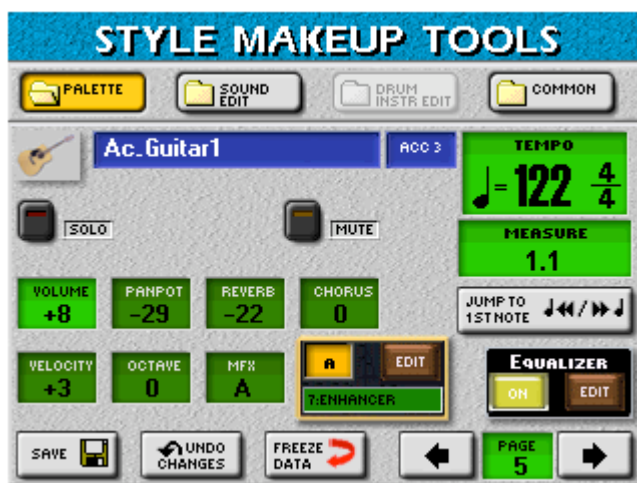 STYLE MAKEUP TOOLS
PALETTE
SOUND
EDIT
DRUM
INSTR EDIT
COMMON
Ac.Guitar1
ACC 3
TEMPO
=122 4/4
SOLO
MUTE
MEASURE
1.1
VOLUME PANPOT REVERB CHORUS
+8 -29 -22 0
JUMP TO
1ST NOTE
VELOCITY OCTAVE MFX
+3 0 A
A EDIT
7:ENHANCER
EQUALIZER
ON EDIT
SAVE
UNDO
CHANGES
FREEZE
DATA
PAGE
5